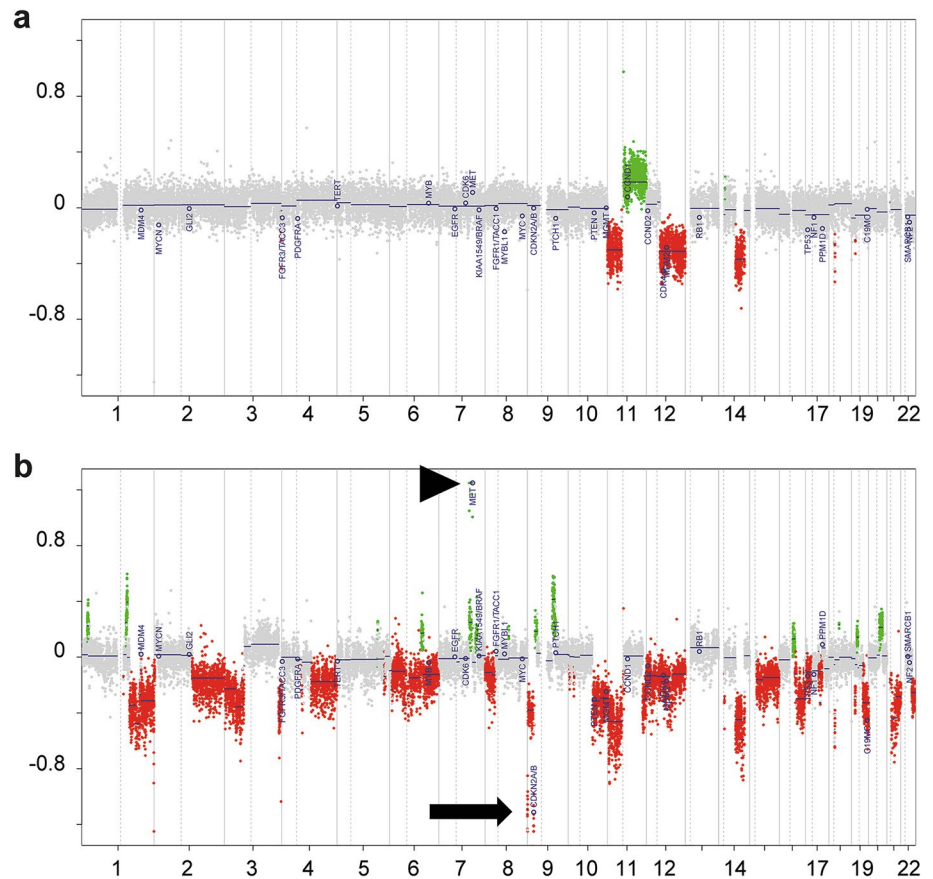 a
0.8
0
-0.8
MDM4
MYCN
GLI2
FGFR3/TACC3
PDGFRA
TERT
MYB
EGFR
CDK6
MET
KIAA1549/BRAF
FGFR1/TACC1
MYBL1
MYC
CDKN2A/B
PTCH1
PTEN
MGMT
CCND1
CCND2
RB1
TP53
NF1
PPM1D
C19MC
SMARCB1
NF2
1 2 3 4 5 6 7 8 9 10 11 12 14 17 19 22
b
0.8
0
-0.8
MDM4
MYCN
GLI2
FGFR3/TACC3
PDGFRA
TERT
MYB
EGFR
CDK6
MET
KIAA1549/BRAF
FGFR1/TACC1
MYBL1
MYC
CDKN2A/B
PTCH1
CCND1
RB1
NF1
PPM1D
C19MC
NF2
SMARCB1
1 2 3 4 5 6 7 8 9 10 11 12 14 17 19 22